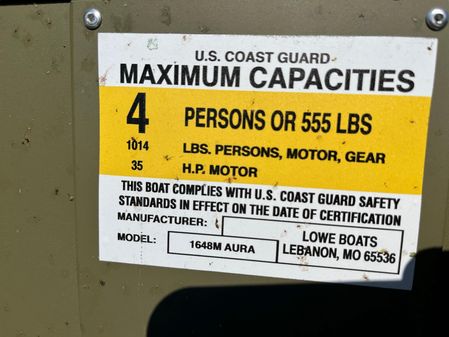 U.S. COAST GUARD
MAXIMUM CAPACITIES
4 PERSONS OR 555 LBS
1014 LBS. PERSONS, MOTOR, GEAR
35 H.P. MOTOR
THIS BOAT COMPLIES WITH U.S. COAST GUARD SAFETY
STANDARDS IN EFFECT ON THE DATE OF CERTIFICATION
MANUFACTURER: LOWE BOATS
LEBANON, MO 65536
MODEL: 1648M AURA